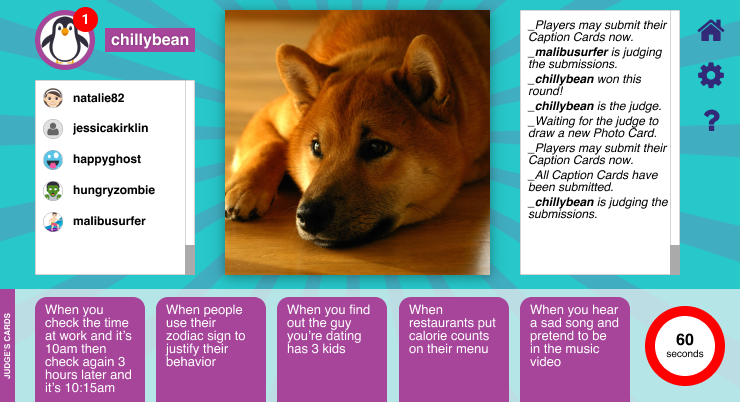 1
chillybean
natalie82
jessicakirklin
happyghost
hungryzombie
malibusurfer
_Players may submit their
Caption Cards now.
_malibusurfer is judging
the submissions.
_chillybean won this
round!
_chillybean is the judge.
_Waiting for the judge to
draw a new Photo Card.
_Players may submit their
Caption Cards now.
_All Caption Cards have
been submitted.
_chillybean is judging the
submissions.
?
JUDGE'S CARDS
When you
check the time
at work and it's
10am then
check again 3
hours later and
it's 10:15am
When people
use their
zodiac sign to
justify their
behavior
When you find
out the guy
you're dating
has 3 kids
When
restaurants put
calorie counts
on their menu
When you hear
a sad song and
pretend to be
in the music
video
60
seconds